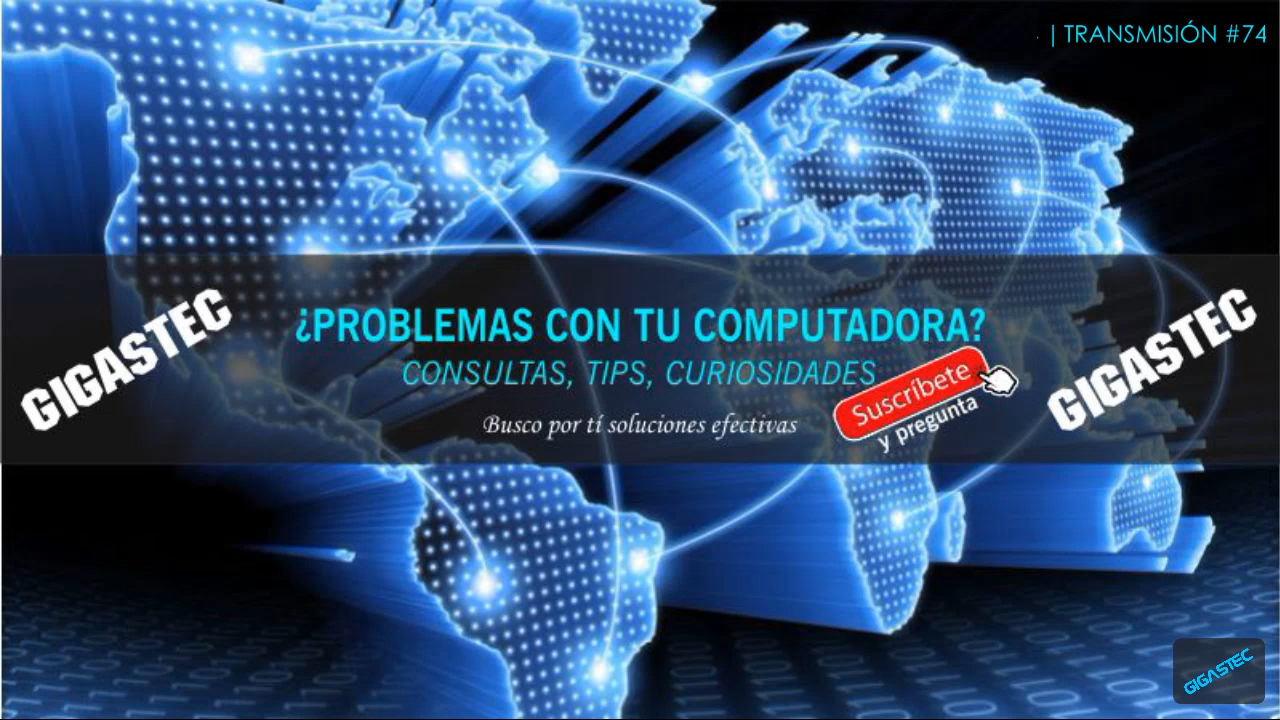 | TRANSMISIÓN #74
GIGASTEC
¿PROBLEMAS CON TU COMPUTADORA?
CONSULTAS, TIPS, CURIOSIDADES
Busco por tí soluciones efectivas
Suscríbete
y pregunta
GIGASTEC
GIGASTEC